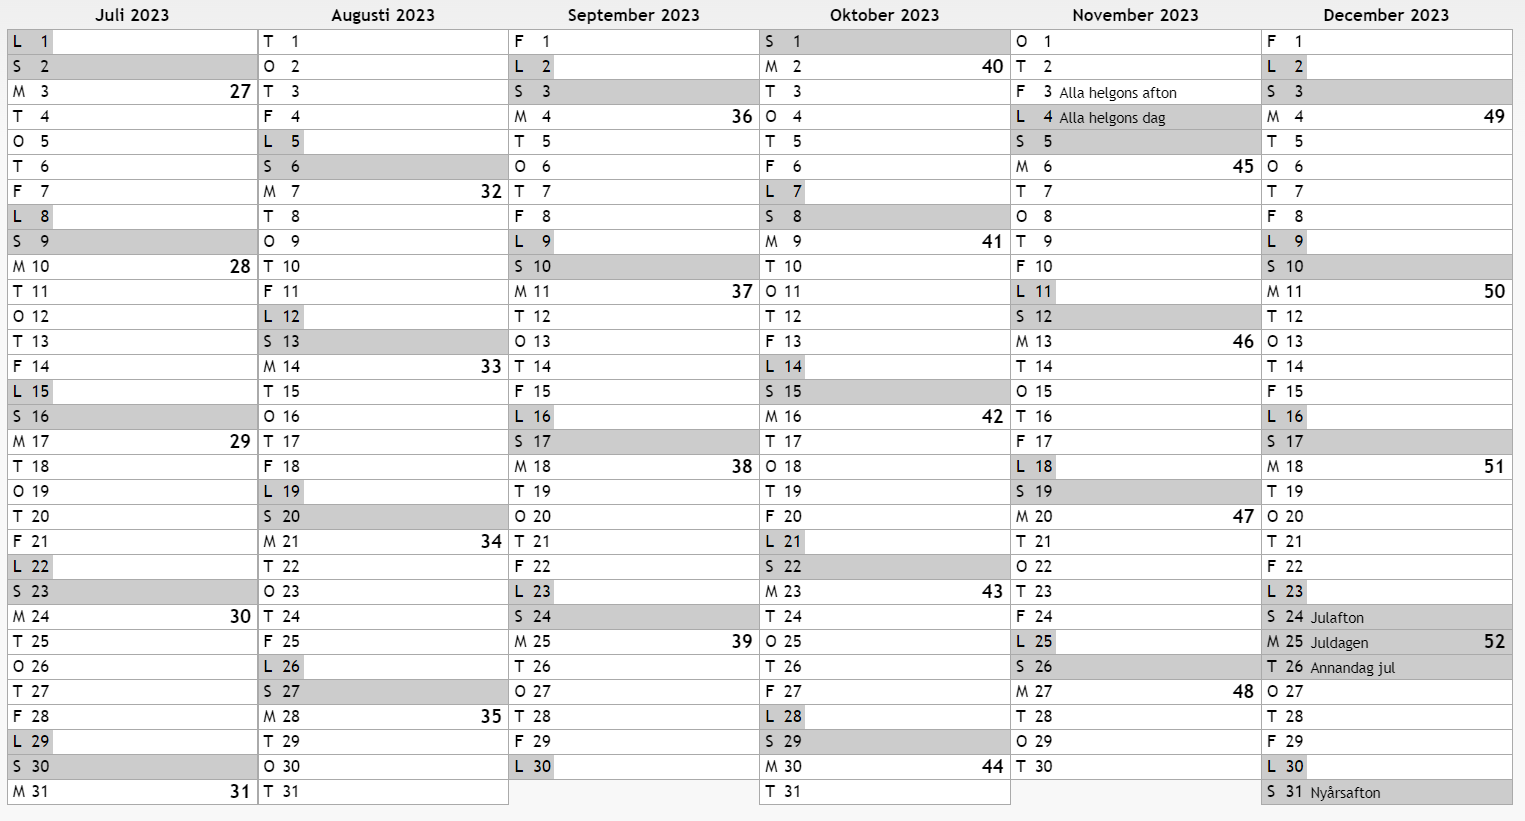 Juli 2023 Augusti 2023 September 2023 Oktober 2023 November 2023 December 2023
L 1 T 1 F 1 S 1 O 1 F 1
S 2 O 2 L 2 M 2 40 T 2 L 2
M 3 27 T 3 S 3 T 3 F 3 Alla helgons afton S 3
T 4 F 4 M 4 36 O 4 L 4 Alla helgons dag M 4 49
O 5 L 5 T 5 T 5 S 5 T 5
T 6 S 6 O 6 F 6 M 6 45 O 6
F 7 M 7 32 T 7 L 7 T 7 T 7
L 8 T 8 F 8 S 8 O 8 F 8
S 9 O 9 L 9 M 9 41 T 9 L 9
M 10 28 T 10 S 10 T 10 F 10 S 10
T 11 F 11 M 11 37 O 11 L 11 M 11 50
O 12 L 12 T 12 T 12 S 12 T 12
T 13 S 13 O 13 F 13 M 13 46 O 13
F 14 M 14 33 T 14 L 14 T 14 T 14
L 15 T 15 F 15 S 15 O 15 F 15
S 16 O 16 L 16 M 16 42 T 16 L 16
M 17 29 T 17 S 17 T 17 F 17 S 17
T 18 F 18 M 18 38 O 18 L 18 M 18 51
O 19 L 19 T 19 T 19 S 19 T 19
T 20 S 20 O 20 F 20 M 20 47 O 20
F 21 M 21 34 T 21 L 21 T 21 T 21
L 22 T 22 F 22 S 22 O 22 F 22
S 23 O 23 L 23 M 23 43 T 23 L 23
M 24 30 T 24 S 24 T 24 F 24 S 24 Julafton
T 25 F 25 M 25 39 O 25 L 25 M 25 Juldagen 52
O 26 L 26 T 26 T 26 S 26 T 26 Annandag jul
T 27 S 27 O 27 F 27 M 27 48 O 27
F 28 M 28 35 T 28 L 28 T 28 T 28
L 29 T 29 F 29 S 29 O 29 F 29
S 30 O 30 L 30 M 30 44 T 30 L 30
M 31 31 T 31 T 31 S 31 Nyårsafton